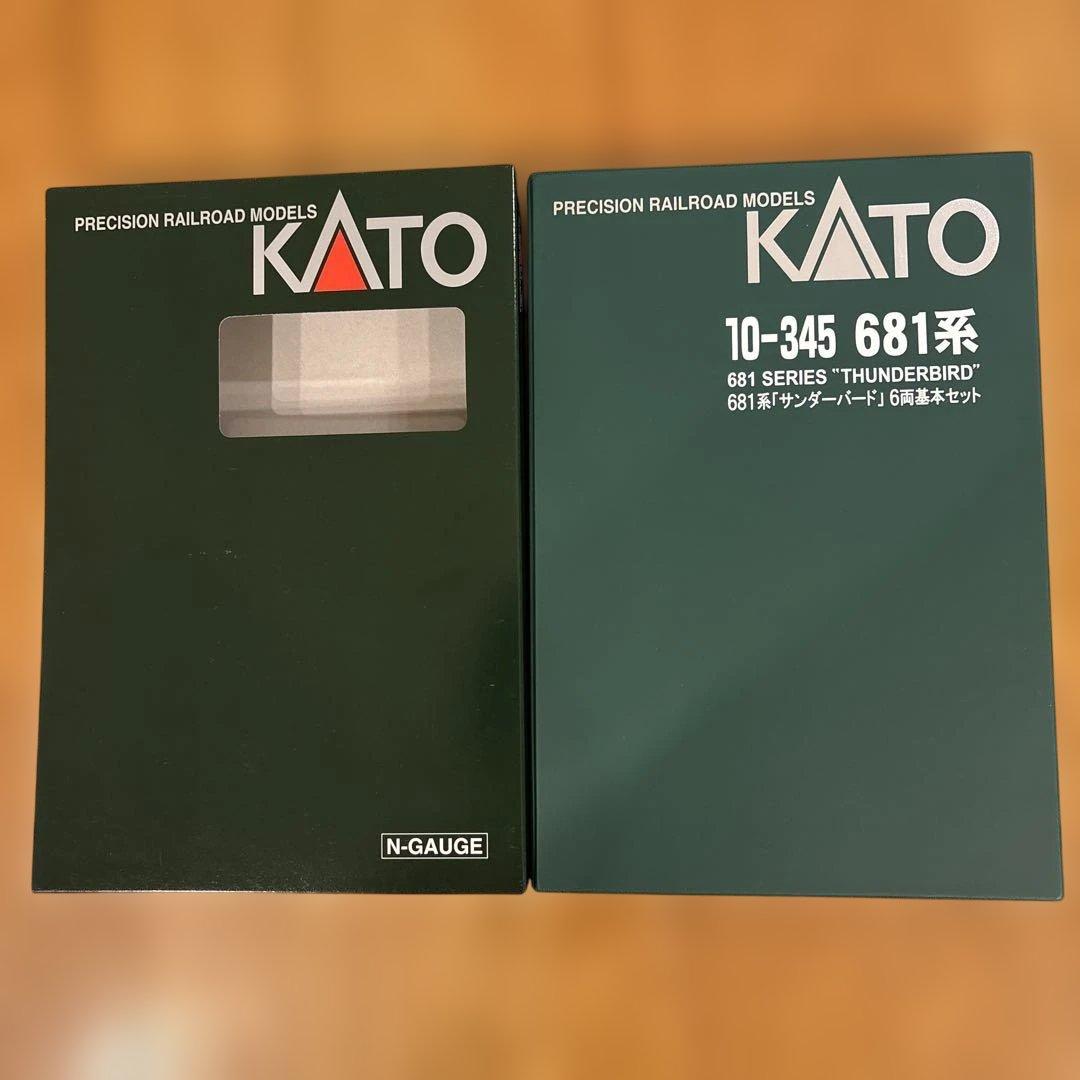 PRECISION RAILROAD MODELS
KATO
N-GAUGE
PRECISION RAILROAD MODELS
KATO
10-345 681系
681 SERIES "THUNDERBIRD"
681系「サンダーバード」6両基本セット